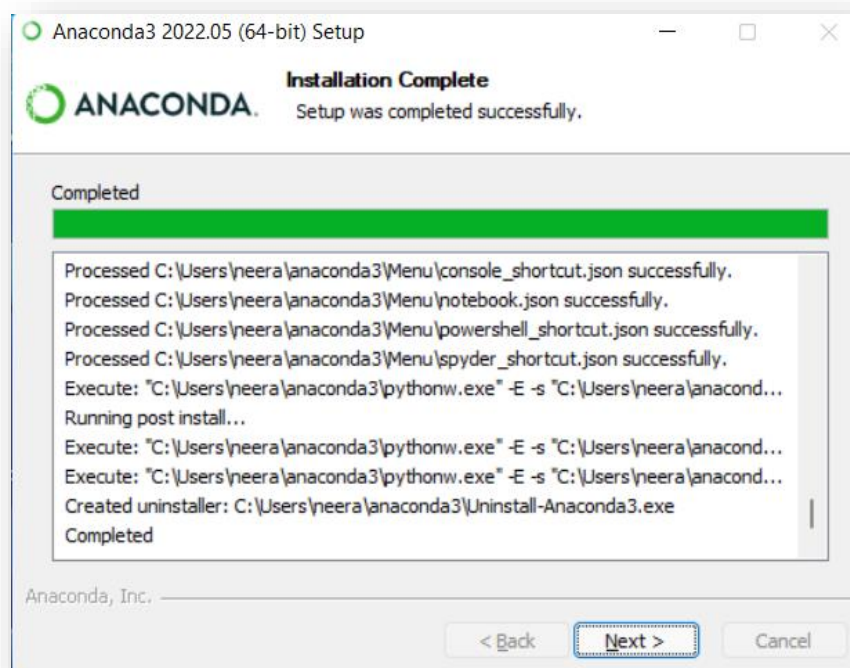 Anaconda3 2022.05 (64-bit) Setup
ANACONDA.
Installation Complete
Setup was completed successfully.
Completed
Processed C:\Users\neera\anaconda3\Menu\console_shortcut.json successfully.
Processed C:\Users\neera\anaconda3\Menu\notebook.json successfully.
Processed C:\Users\neera\anaconda3\Menu\powershell_shortcut.json successfully.
Processed C:\Users\neera\anaconda3\Menu\spyder_shortcut.json successfully.
Execute: "C:\Users\neera\anaconda3\pythonw.exe" -E -s "C:\Users\neera\anacond...
Running post install...
Execute: "C:\Users\neera\anaconda3\pythonw.exe" -E -s "C:\Users\neera\anacond...
Execute: "C:\Users\neera\anaconda3\pythonw.exe" -E -s "C:\Users\neera\anacond...
Created uninstaller: C:\Users\neera\anaconda3\Uninstall-Anaconda3.exe
Completed
Anaconda, Inc.
< Back Next > Cancel